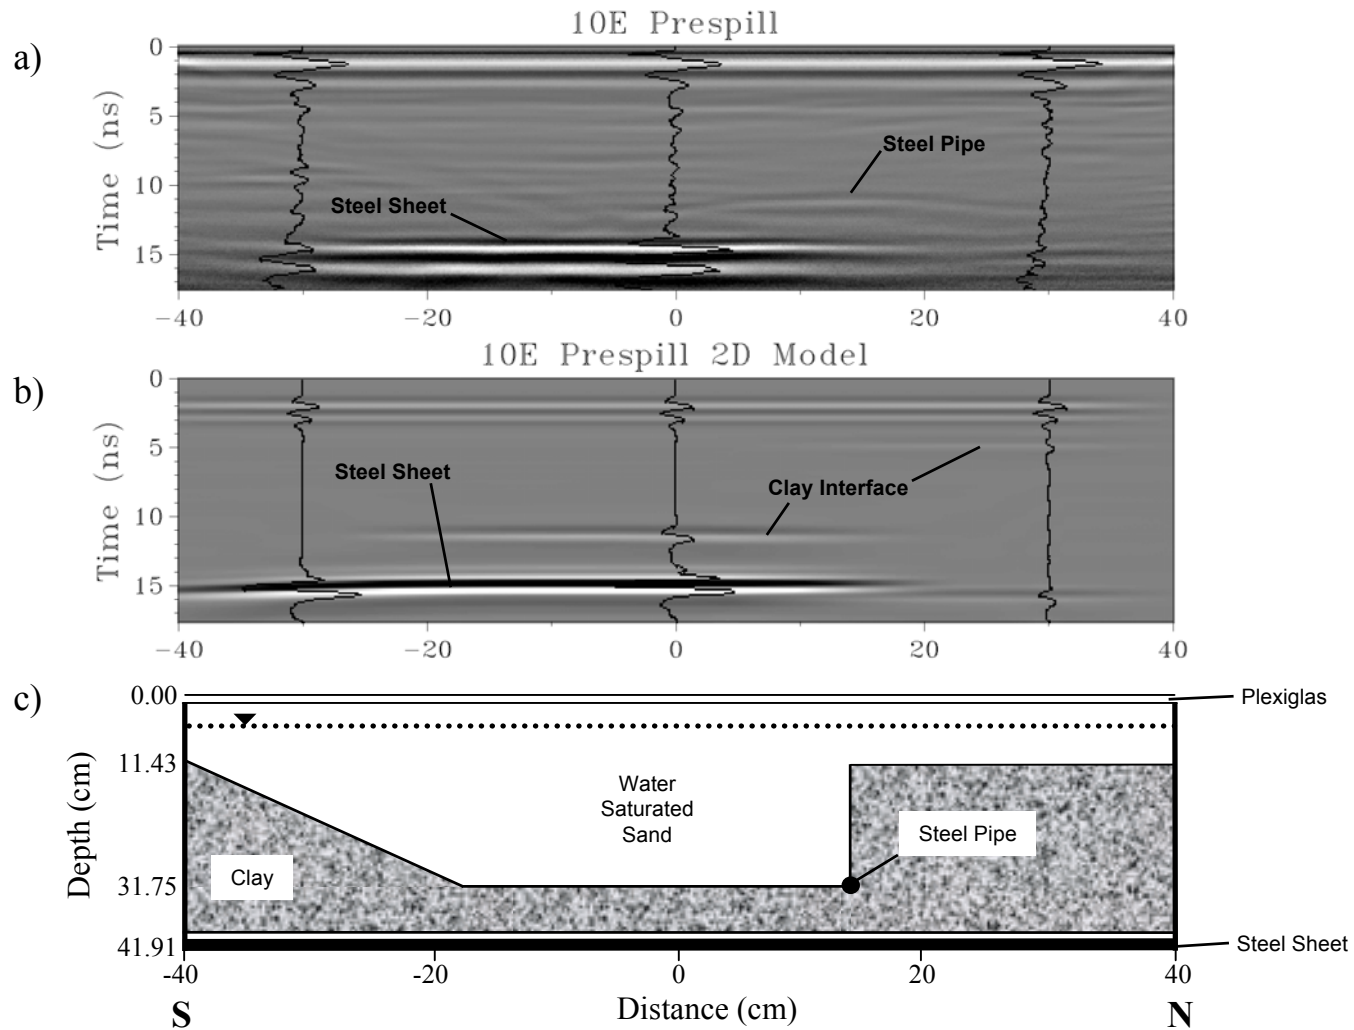 10E Prespill
a)
0
5
10
15
Time (ns)
Steel Pipe
Steel Sheet
-40
-20
0
20
40
10E Prespill 2D Model
b)
0
5
10
15
Time (ns)
Steel Sheet
Clay Interface
-40
-20
0
20
40
c)
0.00
11.43
31.75
41.91
Depth (cm)
Plexiglas
Water
Saturated
Sand
Steel Pipe
Clay
Steel Sheet
-40
-20
0
20
40
S
Distance (cm)
N